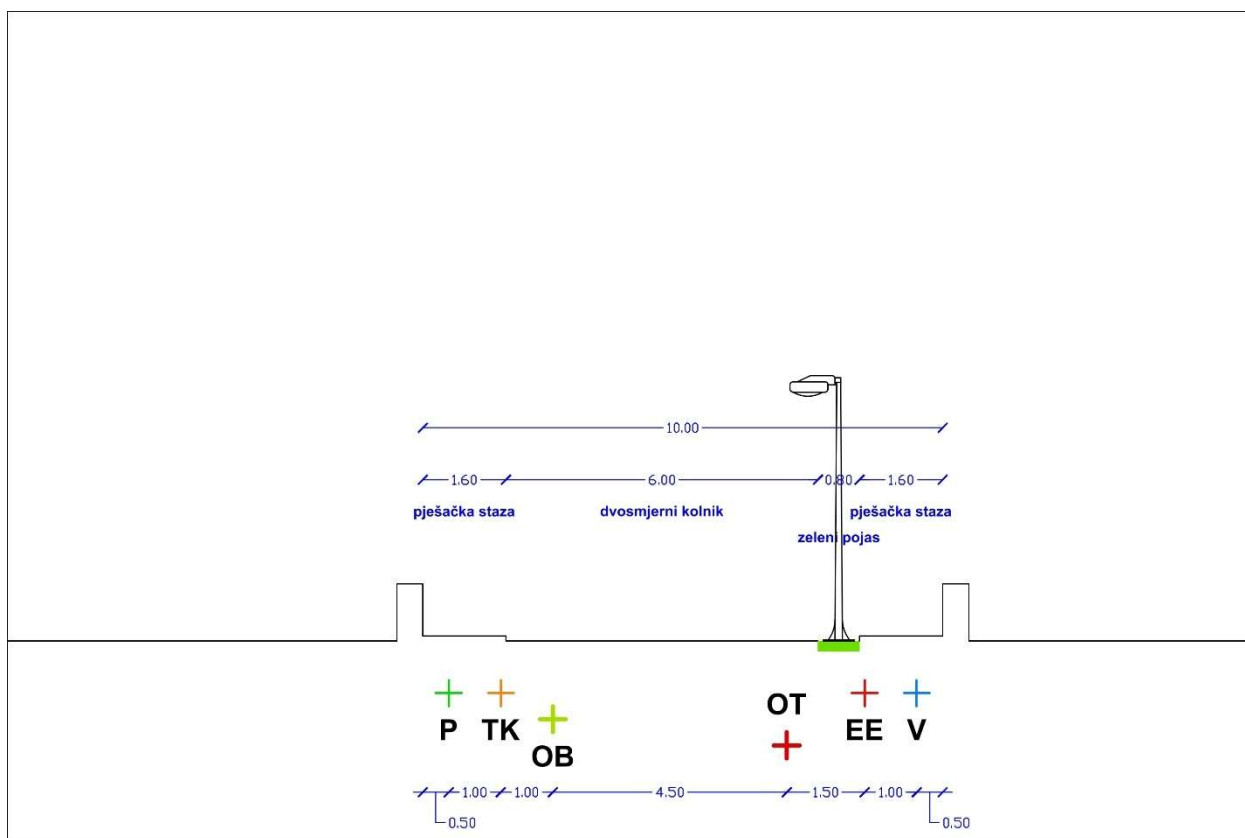 10.00
1.60 6.00 0.80 1.60
pješačka staza dvosmjerni kolnik pješačka staza
zeleni pojas
OT
P TK EE V
OB
1.00 1.00 4.50 1.50 1.00
0.50 0.50